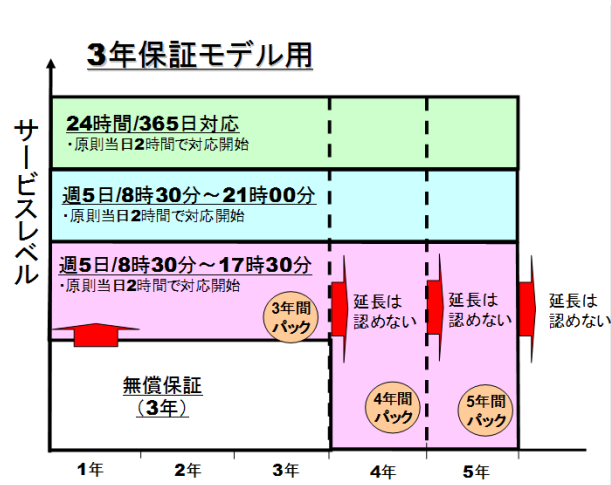 3年保証モデル用
サービスレベル
24時間/365日対応
・原則当日2時間で対応開始
週5日/8時30分～21時00分
・原則当日2時間で対応開始
週5日/8時30分～17時30分
・原則当日2時間で対応開始
3年間
パック
延長は
認めない
延長は
認めない
延長は
認めない
無償保証
（3年）
4年間
パック
5年間
パック
1年
2年
3年
4年
5年